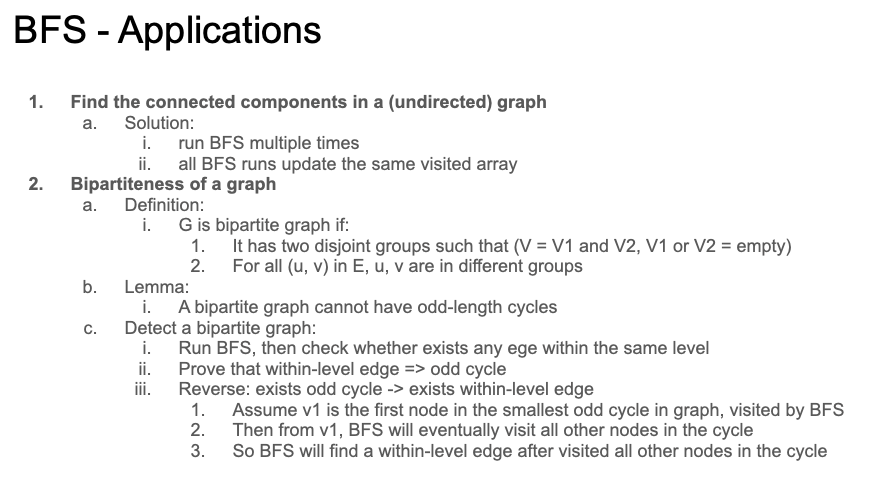 BFS - Applications
1. Find the connected components in a (undirected) graph
a. Solution:
i. run BFS multiple times
ii. all BFS runs update the same visited array
2. Bipartiteness of a graph
a. Definition:
i. G is bipartite graph if:
1. It has two disjoint groups such that (V = V1 and V2, V1 or V2 = empty)
2. For all (u, v) in E, u, v are in different groups
b. Lemma:
i. A bipartite graph cannot have odd-length cycles
c. Detect a bipartite graph:
i. Run BFS, then check whether exists any ege within the same level
ii. Prove that within-level edge => odd cycle
iii. Reverse: exists odd cycle -> exists within-level edge
1. Assume v1 is the first node in the smallest odd cycle in graph, visited by BFS
2. Then from v1, BFS will eventually visit all other nodes in the cycle
3. So BFS will find a within-level edge after visited all other nodes in the cycle